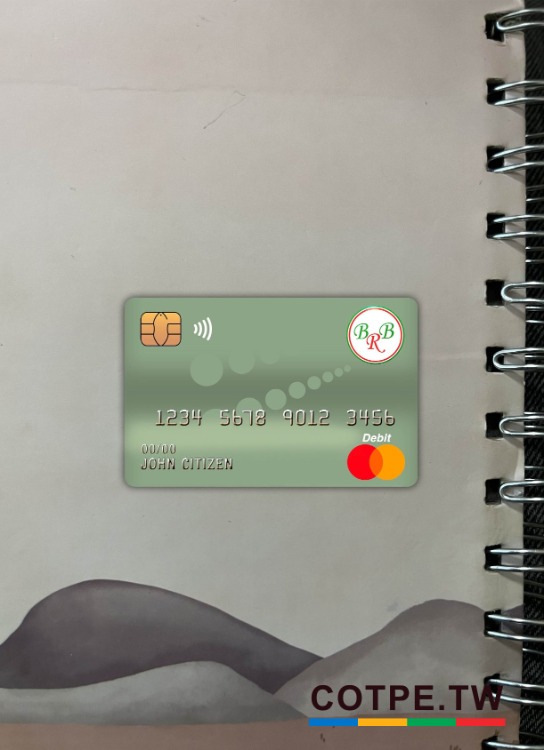 BRB
1234 5678 9012 3456
Debit
00/00
JOHN CITIZEN
COTPE.TW